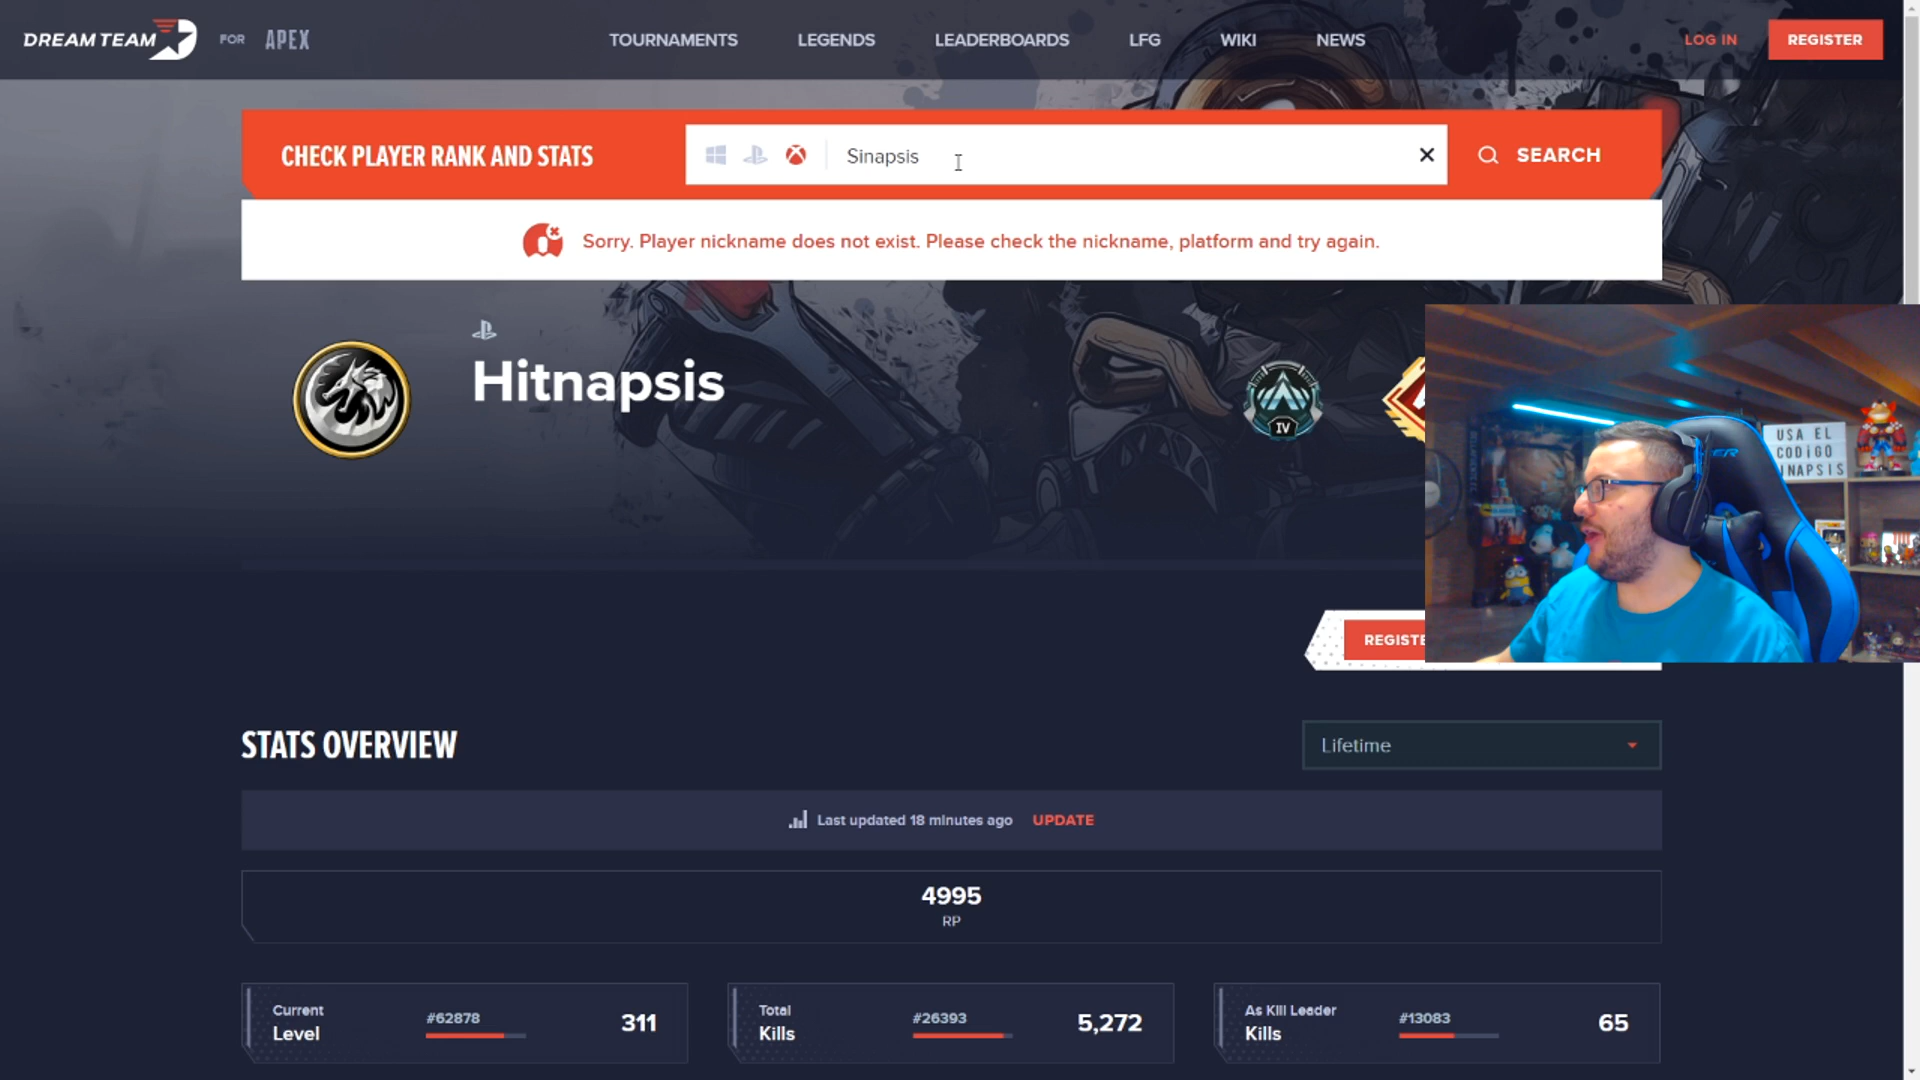 DREAM TEAM FOR APEX
TOURNAMENTS LEGENDS LEADERBOARDS LFG WIKI NEWS
LOG IN REGISTER
CHECK PLAYER RANK AND STATS
Sinapsis
SEARCH
Sorry. Player nickname does not exist. Please check the nickname, platform and try again.
Hitnapsis
IV
USA EL
CODIGO
INAPSIS
REGISTE
STATS OVERVIEW
Lifetime
Last updated 18 minutes ago UPDATE
4995
RP
Current
Level
#62878
311
Total
Kills
#26393
5,272
As Kill Leader
Kills
#13083
65